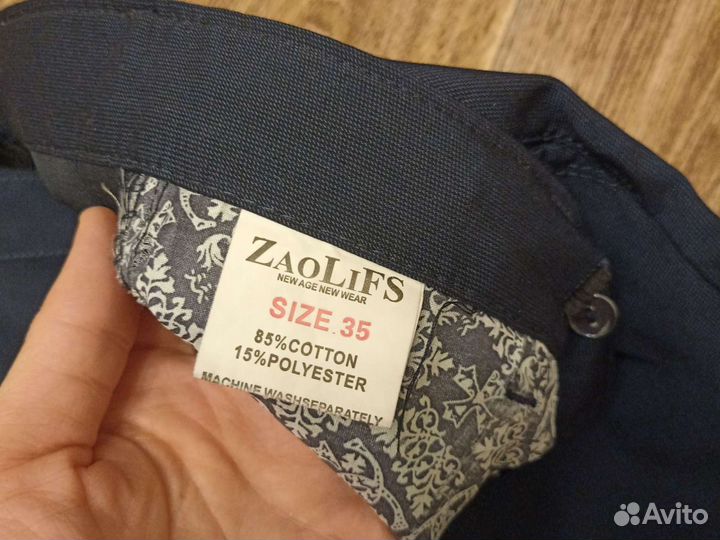 ZAOLIFS
NEW AGE NEW WEAR
SIZE.35
85%COTTON
15%POLYESTER
MACHINE WASHSEPARATELY
Avito